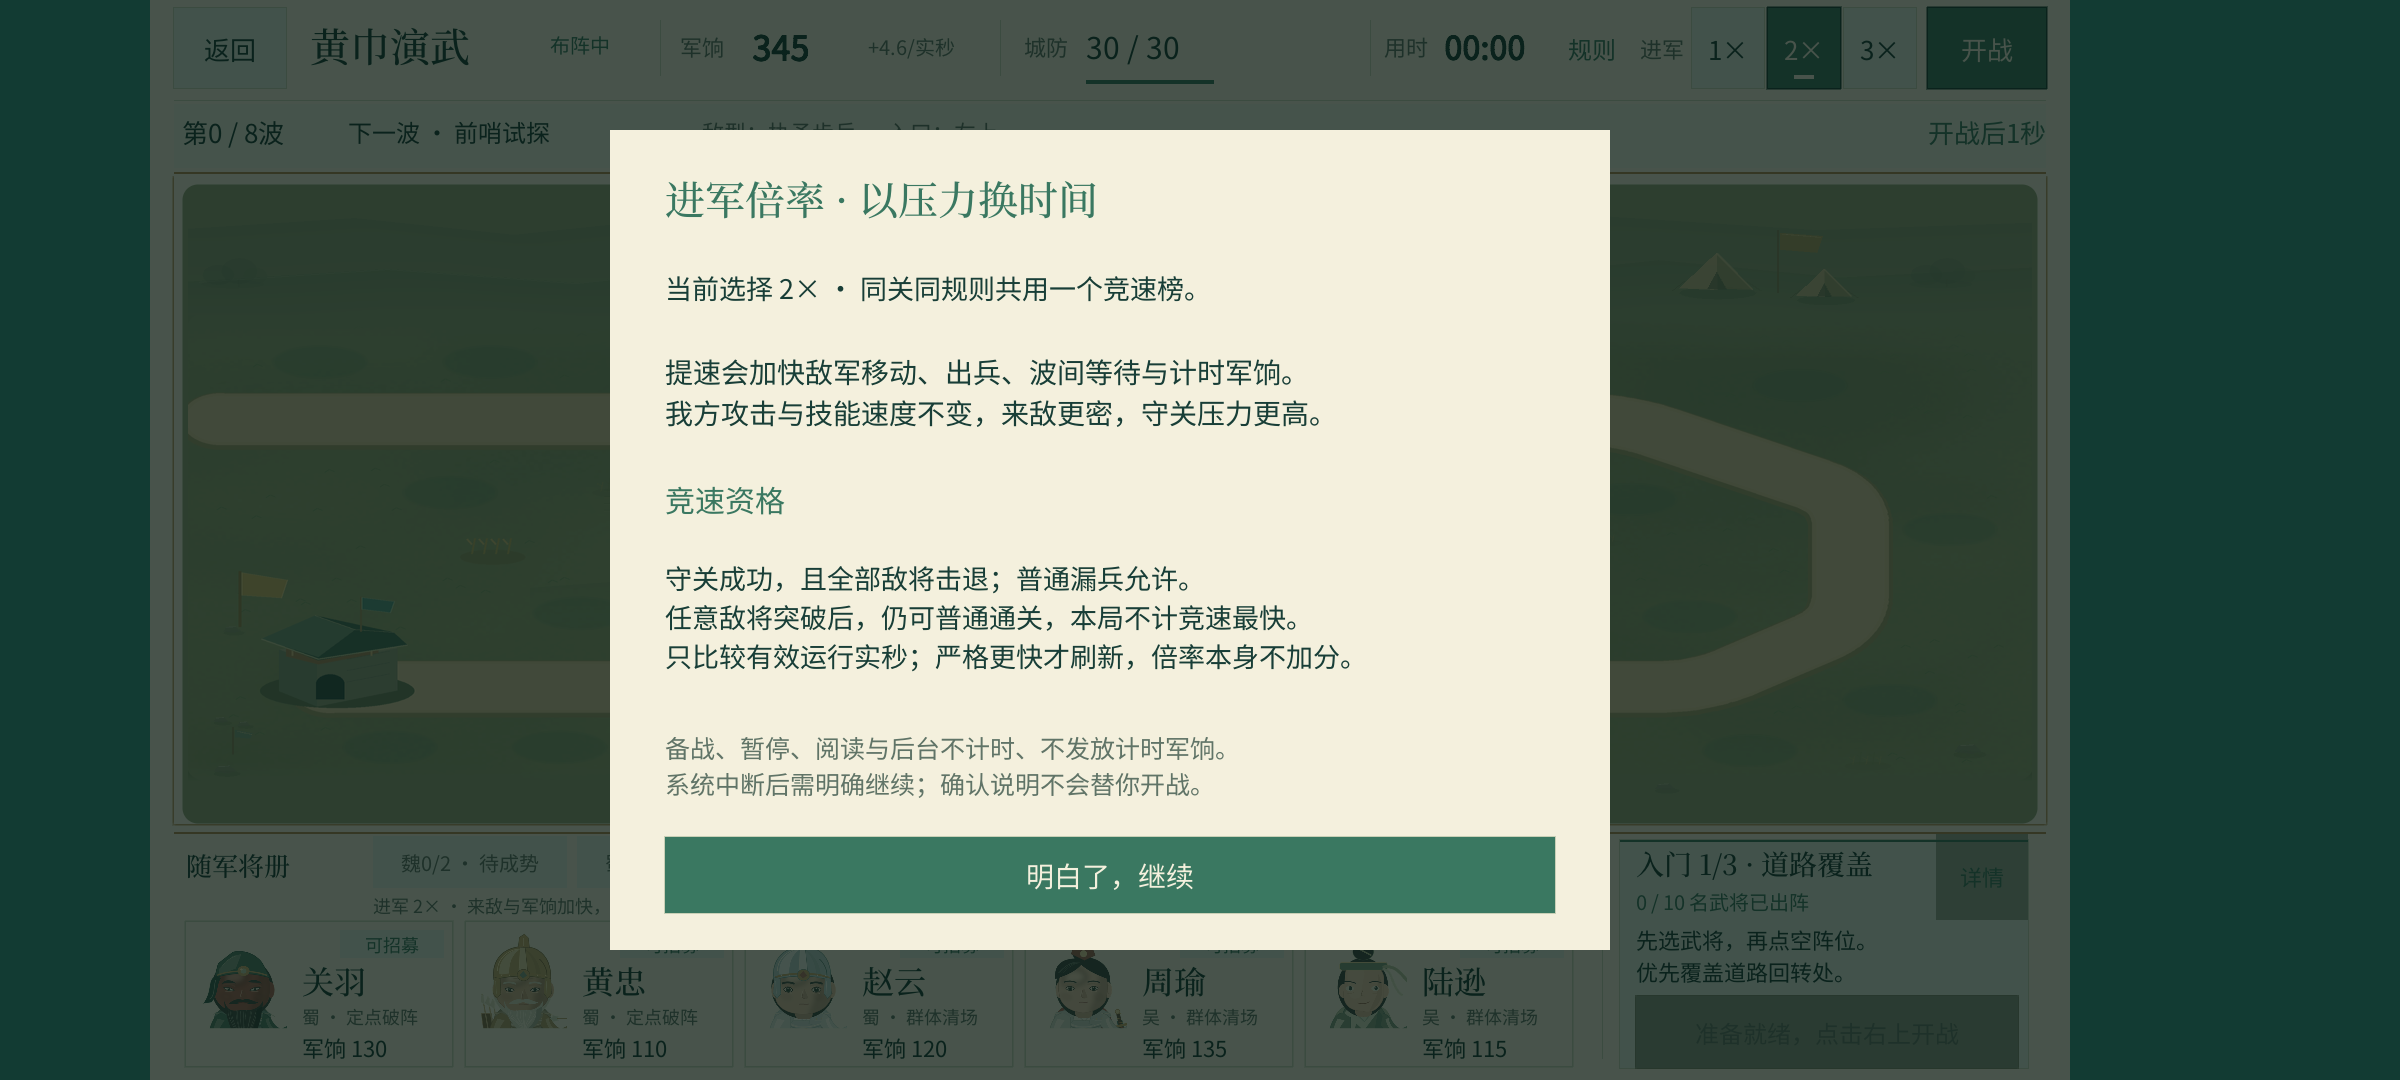 返回
黄巾演武
布阵中
军饷 345 +4.6/实秒
城防 30 / 30
用时 00:00
规则
进军 1× 2× 3×
开战
第0 / 8波
下一波 · 前哨试探
开战后1秒
进军倍率 · 以压力换时间
当前选择 2× · 同关同规则共用一个竞速榜。
提速会加快敌军移动、出兵、波间等待与计时军饷。
我方攻击与技能速度不变，来敌更密，守关压力更高。
竞速资格
守关成功，且全部敌将击退；普通漏兵允许。
任意敌将突破后，仍可普通通关，本局不计竞速最快。
只比较有效运行实秒；严格更快才刷新，倍率本身不加分。
备战、暂停、阅读与后台不计时、不发放计时军饷。
系统中断后需明确继续；确认说明不会替你开战。
明白了，继续
随军将册
魏0/2 · 待成势
进军 2× · 来敌与军饷加快，
可招募
关羽
蜀 · 定点破阵
军饷 130
黄忠
蜀 · 定点破阵
军饷 110
赵云
蜀 · 群体清场
军饷 120
周瑜
吴 · 群体清场
军饷 135
陆逊
吴 · 群体清场
军饷 115
入门 1/3 · 道路覆盖
详情
0 / 10 名武将已出阵
先选武将，再点空阵位。
优先覆盖道路回转处。
准备就绪，点击右上开战